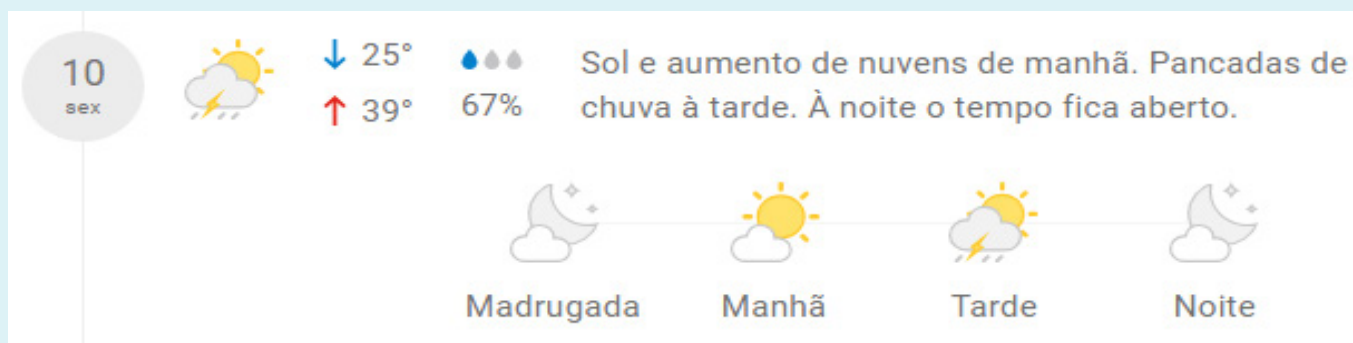 10
sex
↓ 25°
↑ 39°
67%
Sol e aumento de nuvens de manhã. Pancadas de
chuva à tarde. À noite o tempo fica aberto.
Madrugada Manhã Tarde Noite